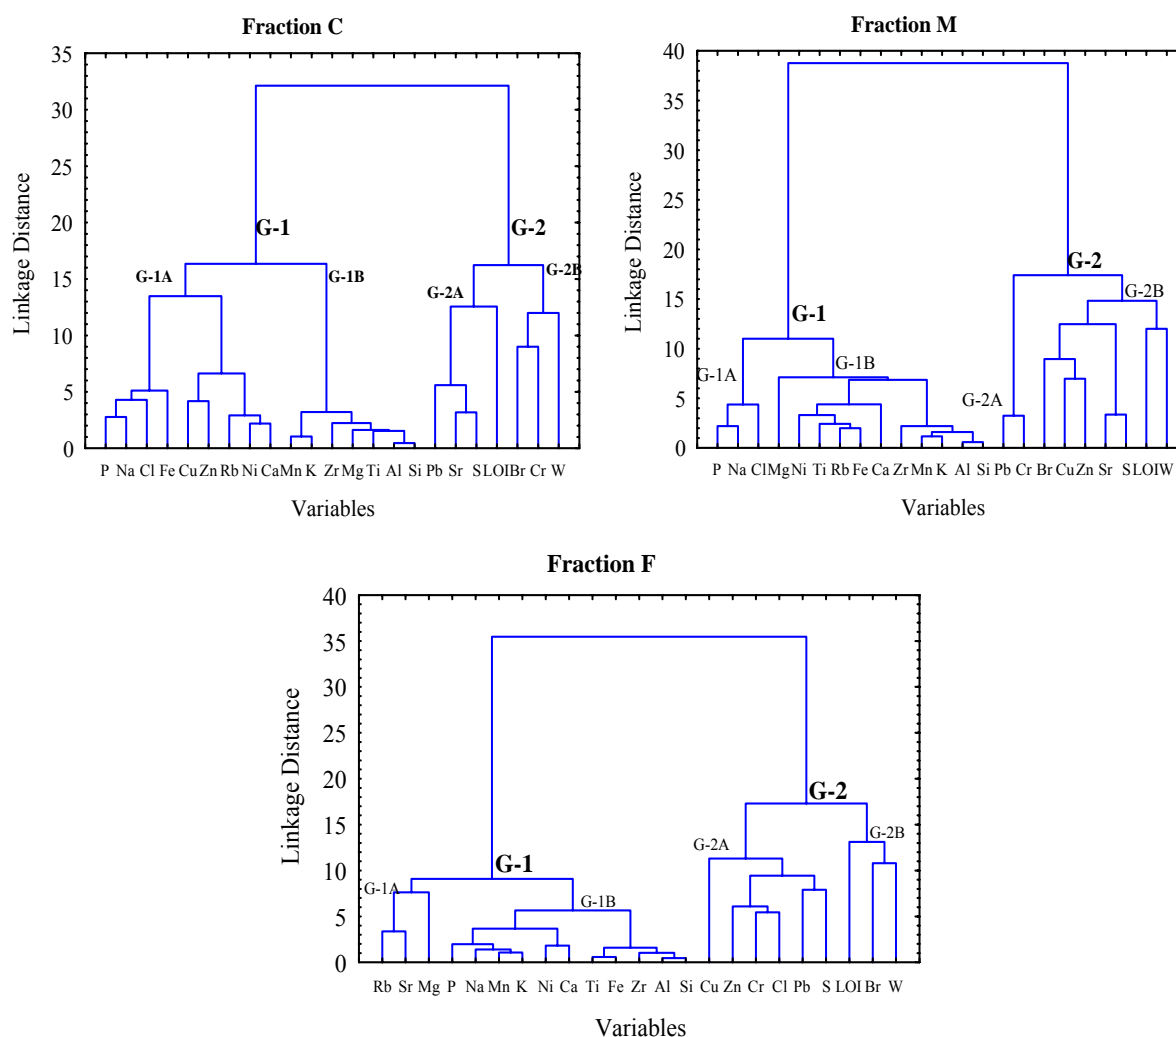 Fraction C
35
30
25
20
15
10
5
0
Linkage Distance
G-1
G-2
G-1A
G-1B
G-2A
G-2B
P Na Cl Fe Cu Zn Rb Ni Ca Mn K Zr Mg Ti Al Si Pb Sr S LOI Br Cr W
Variables
Fraction M
40
35
30
25
20
15
10
5
0
Linkage Distance
G-1
G-2
G-1A
G-1B
G-2A
G-2B
P Na Cl Mg Ni Ti Rb Fe Ca Zr Mn K Al Si Pb Cr Br Cu Zn Sr S LOI W
Variables
Fraction F
40
35
30
25
20
15
10
5
0
Linkage Distance
G-1
G-2
G-1A
G-1B
G-2A
G-2B
Rb Sr Mg P Na Mn K Ni Ca Ti Fe Zr Al Si Cu Zn Cr Cl Pb S LOI Br W
Variables